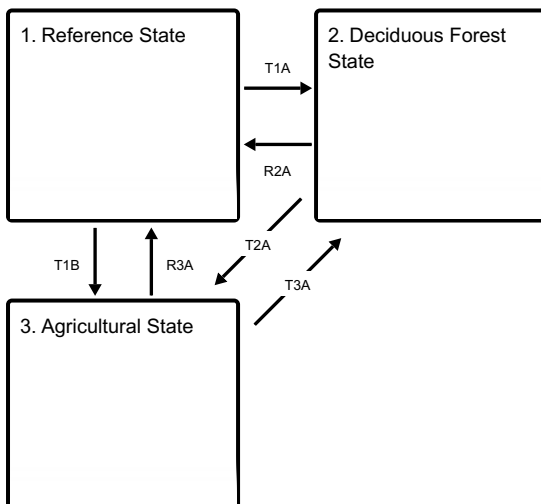 1. Reference State
2. Deciduous Forest
State
T1A
R2A
T2A
T1B
R3A
T3A
3. Agricultural State